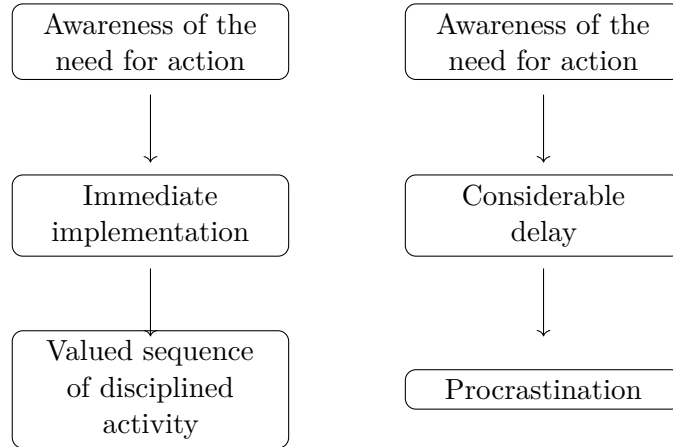 Awareness of the
need for action
Immediate
implementation
Valued sequence
of disciplined
activity
Awareness of the
need for action
Considerable
delay
Procrastination